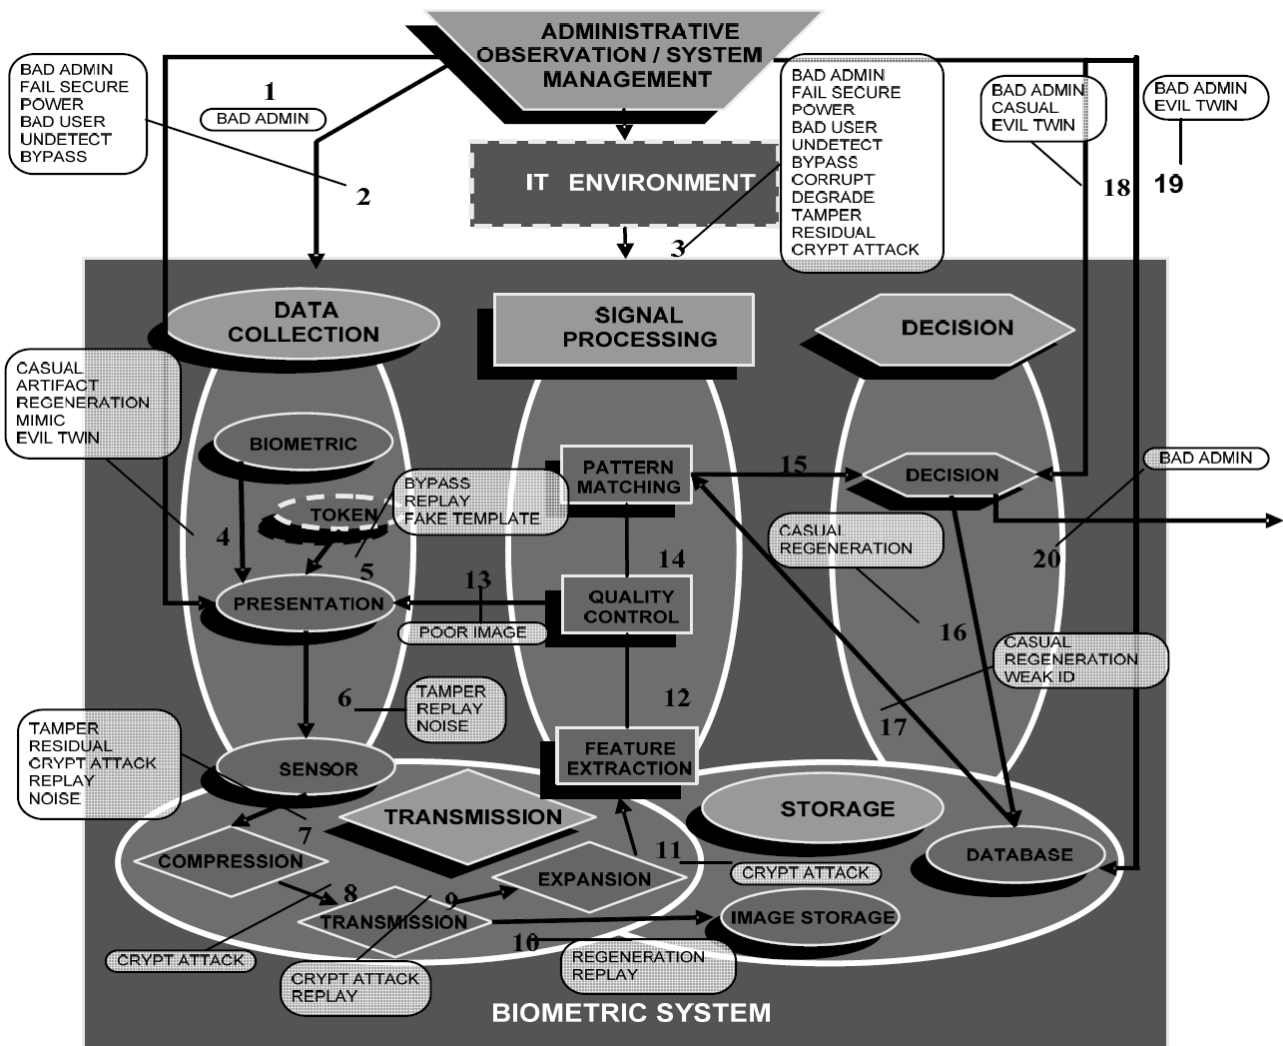 ADMINISTRATIVE
OBSERVATION / SYSTEM
MANAGEMENT
BAD ADMIN
FAIL SECURE
POWER
BAD USER
UNDETECT
BYPASS
1
BAD ADMIN
2
IT ENVIRONMENT
3
BAD ADMIN
FAIL SECURE
POWER
BAD USER
UNDETECT
BYPASS
CORRUPT
DEGRADE
TAMPER
RESIDUAL
CRYPT ATTACK
BAD ADMIN
CASUAL
EVIL TWIN
18
BAD ADMIN
EVIL TWIN
19
DATA
COLLECTION
SIGNAL
PROCESSING
DECISION
CASUAL
ARTIFACT
REGENERATION
MIMIC
EVIL TWIN
BIOMETRIC
TOKEN
BYPASS
REPLAY
FAKE TEMPLATE
4
5
PRESENTATION
13
POOR IMAGE
PATTERN
MATCHING
15
DECISION
BAD ADMIN
CASUAL
REGENERATION
20
14
QUALITY
CONTROL
16
CASUAL
REGENERATION
WEAK ID
6
TAMPER
REPLAY
NOISE
12
17
TAMPER
RESIDUAL
CRYPT ATTACK
REPLAY
NOISE
SENSOR
FEATURE
EXTRACTION
7
TRANSMISSION
STORAGE
COMPRESSION
11
CRYPT ATTACK
DATABASE
8
9
EXPANSION
TRANSMISSION
10
IMAGE STORAGE
CRYPT ATTACK
CRYPT ATTACK
REPLAY
REGENERATION
REPLAY
BIOMETRIC SYSTEM